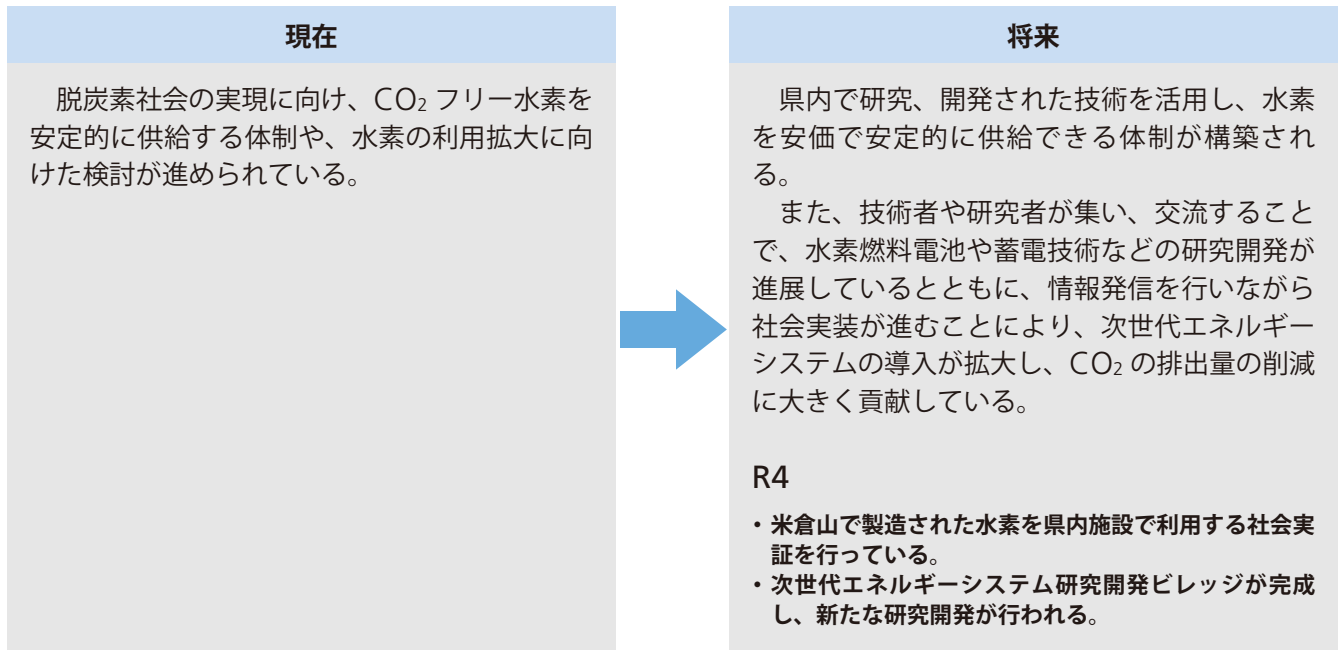 現在
脱炭素社会の実現に向け、CO2 フリー水素を
安定的に供給する体制や、水素の利用拡大に向
けた検討が進められている。
将来
県内で研究、開発された技術を活用し、水素
を安価で安定的に供給できる体制が構築され
る。
また、技術者や研究者が集い、交流すること
で、水素燃料電池や蓄電技術などの研究開発が
進展しているとともに、情報発信を行いながら
社会実装が進むことにより、次世代エネルギー
システムの導入が拡大し、CO2 の排出量の削減
に大きく貢献している。
R4
・米倉山で製造された水素を県内施設で利用する社会実
証を行っている。
・次世代エネルギーシステム研究開発ビレッジが完成
し、新たな研究開発が行われる。